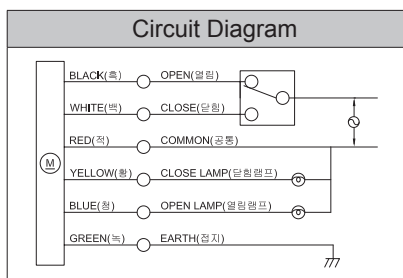 Circuit Diagram
BLACK(흑) OPEN(열림)
WHITE(백) CLOSE(닫힘)
RED(적) COMMON(공통)
M
YELLOW(황) CLOSE LAMP(닫힘램프)
BLUE(청) OPEN LAMP(열림램프)
GREEN(녹) EARTH(접지)